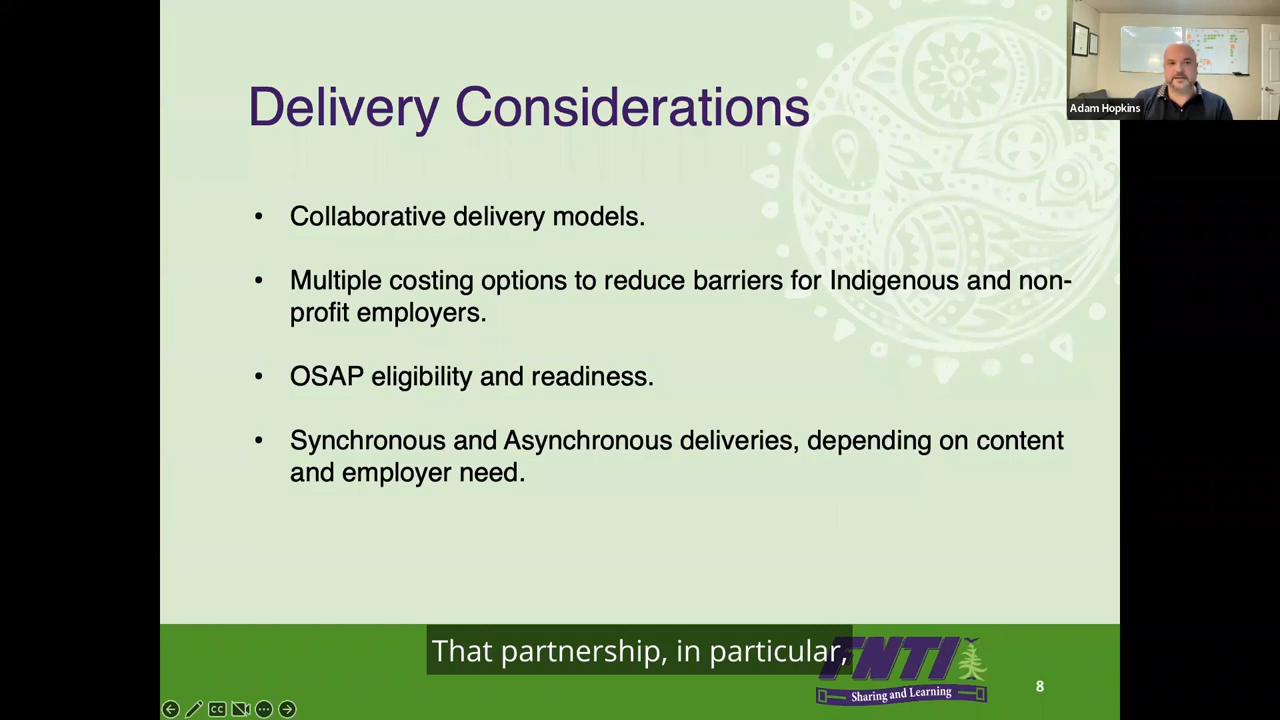 Adam Hopkins
Delivery Considerations
• Collaborative delivery models.
• Multiple costing options to reduce barriers for Indigenous and non-
profit employers.
• OSAP eligibility and readiness.
• Synchronous and Asynchronous deliveries, depending on content
and employer need.
That partnership, in particular,
FNTI
Sharing and Learning
8
CC